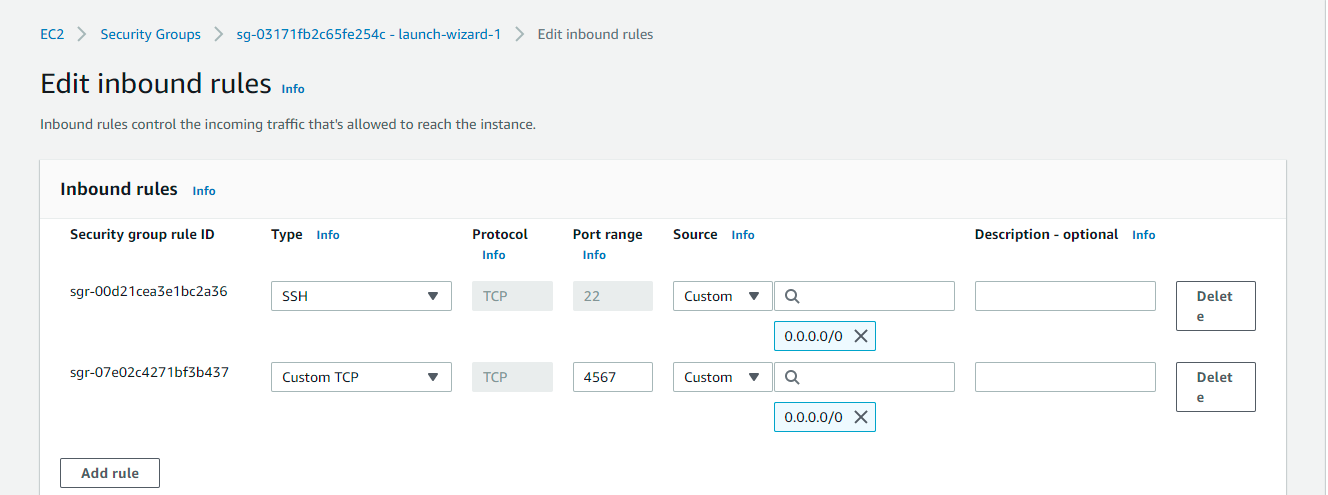 EC2 > Security Groups > sg-03171fb2c65fe254c - launch-wizard-1 > Edit inbound rules
Edit inbound rules Info
Inbound rules control the incoming traffic that's allowed to reach the instance.
Inbound rules Info
Security group rule ID Type Info Protocol Info Port range Info Source Info Description - optional Info
sgr-00d21cea3e1bc2a36 SSH TCP 22 Custom Delete
0.0.0.0/0
sgr-07e02c4271bf3b437 Custom TCP TCP 4567 Custom Delete
0.0.0.0/0
Add rule